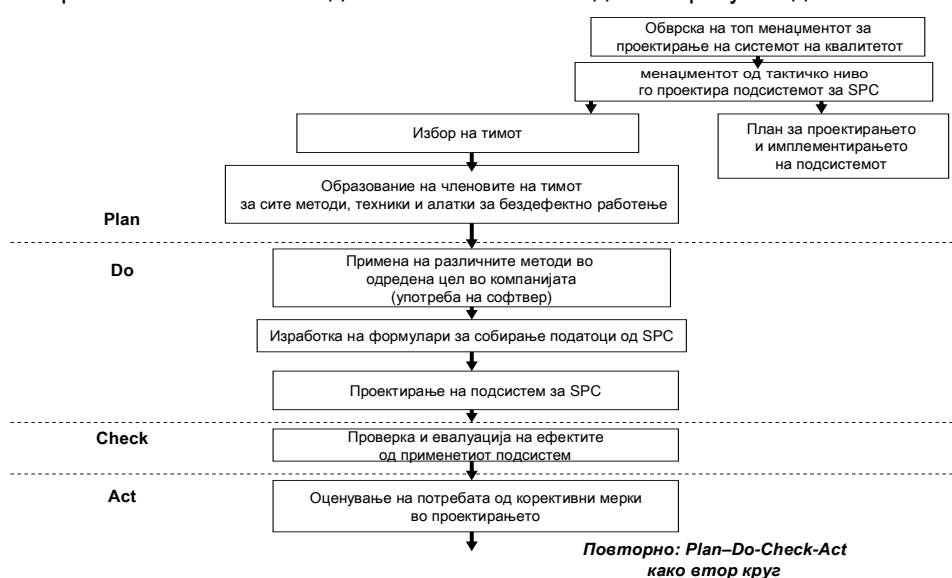 Обврска на топ менаџментот за
проектирање на системот на квалитетот
менаџментот од тактичко ниво
го проектира подсистемот за SPC
Избор на тимот
План за проектирањето
и имплементирањето
на подсистемот
Образование на членовите на тимот
за сите методи, техники и алатки за бездефектно работење
Plan
Do
Примена на различните методи во
одредена цел во компанијата
(употреба на софтвер)
Изработка на формулари за собирање податоци од SPC
Проектирање на подсистем за SPC
Check
Проверка и евалуација на ефектите
од применетиот подсистем
Act
Оценување на потребата од корективни мерки
во проектирањето
Повторно: Plan–Do-Check-Act
како втор круг